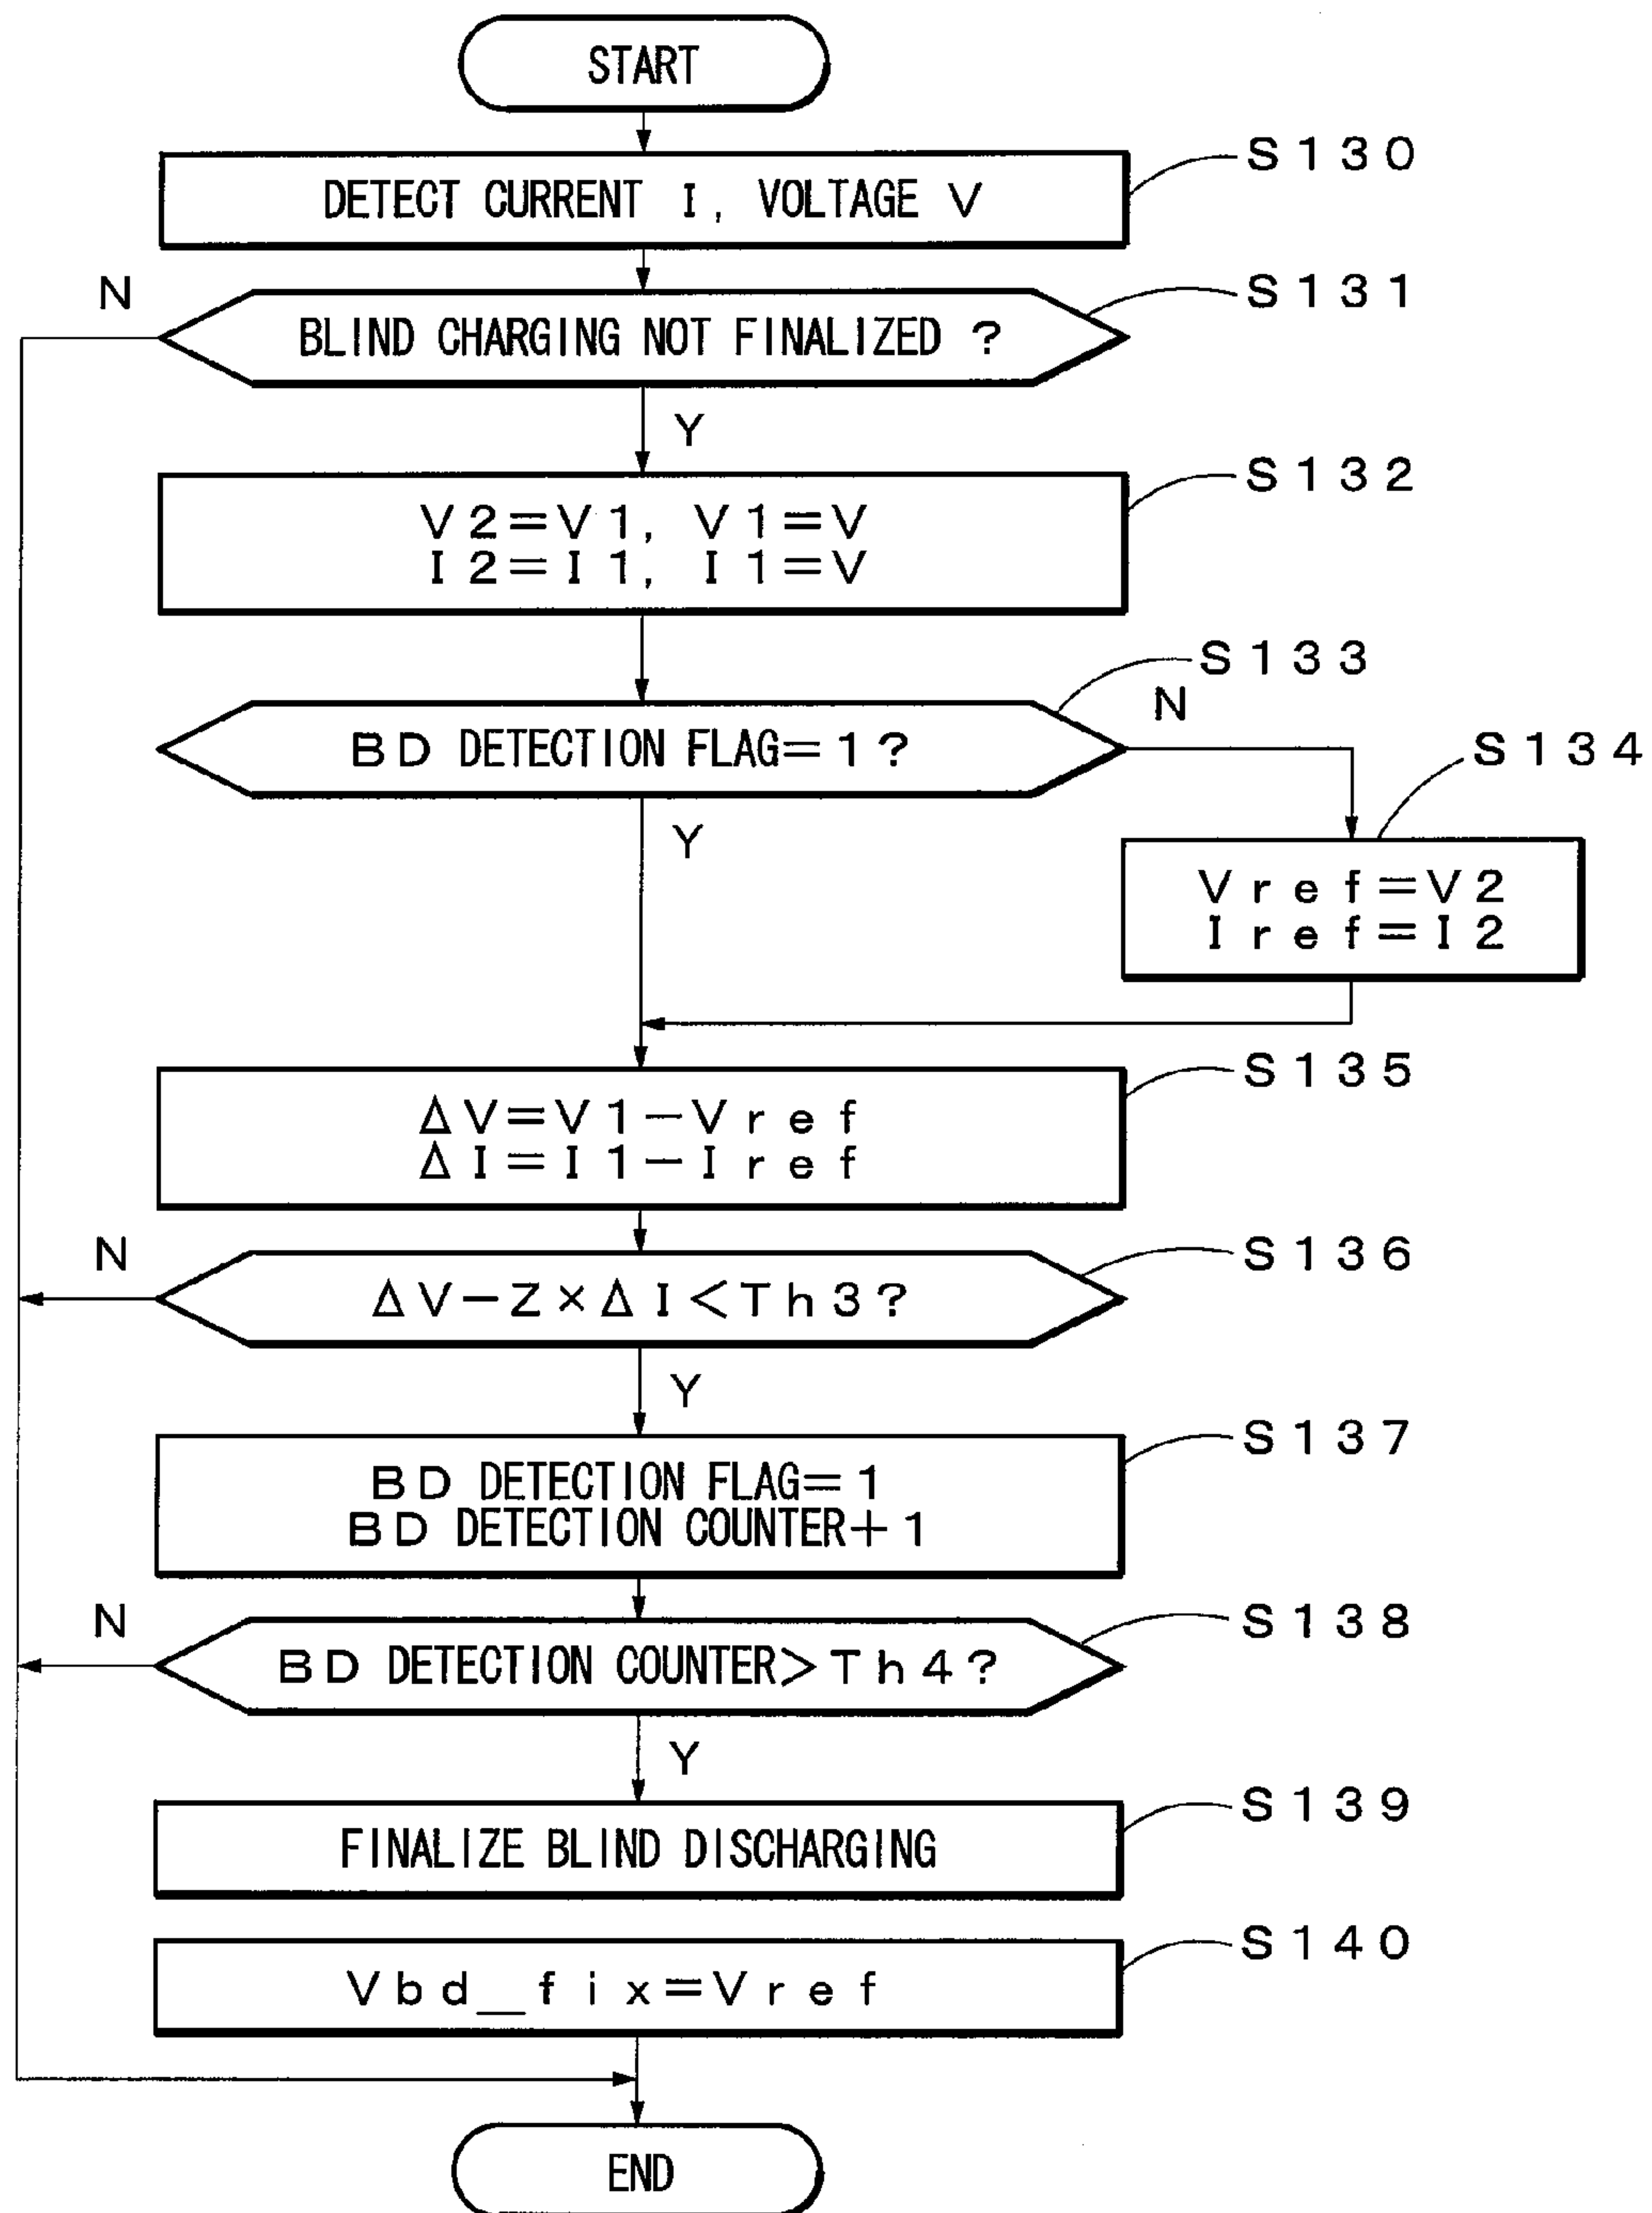 START
DETECT CURRENT I, VOLTAGE V
S130
N
BLIND CHARGING NOT FINALIZED ?
S131
Y
V2=V1, V1=V
I2=I1, I1=V
S132
BD DETECTION FLAG=1?
S133
N
Y
S134
Vref=V2
Iref=I2
ΔV=V1-Vref
ΔI=I1-Iref
S135
N
ΔV-Z×ΔI<Th3?
S136
Y
BD DETECTION FLAG=1
BD DETECTION COUNTER+1
S137
N
BD DETECTION COUNTER>Th4?
S138
Y
FINALIZE BLIND DISCHARGING
S139
Vbd_fix=Vref
S140
END